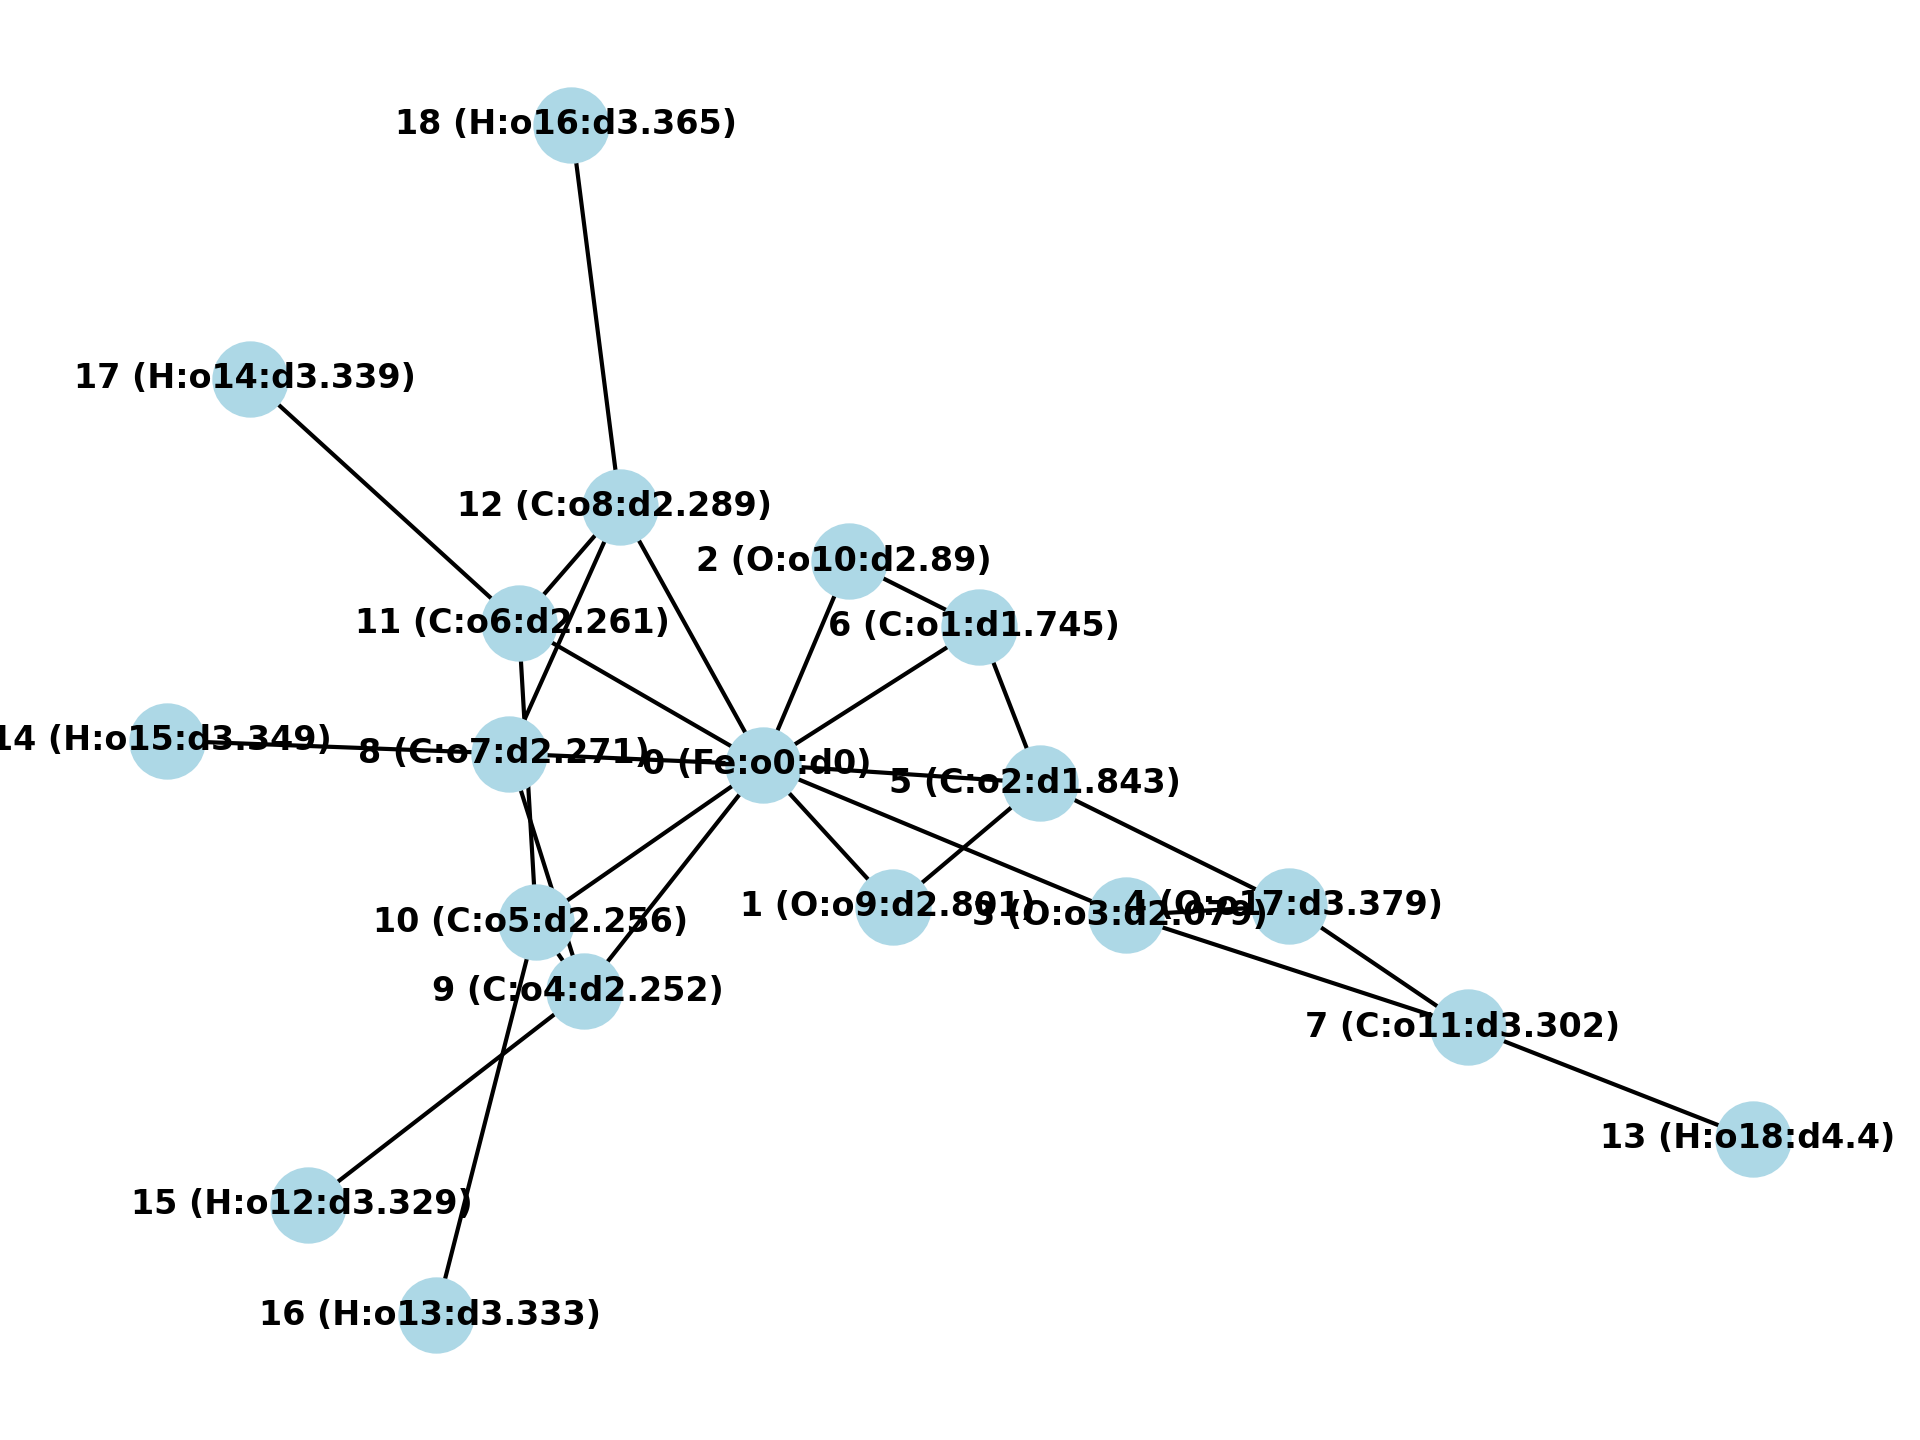 18 (H:o16:d3.365)
17 (H:o14:d3.339)
12 (C:o8:d2.289)
2 (O:o10:d2.89)
11 (C:o6:d2.261)
6 (C:o1:d1.745)
14 (H:o15:d3.349)
8 (C:o7:d2.271)
0 (Fe:o0:d0)
5 (C:o2:d1.843)
10 (C:o5:d2.256)
1 (O:o9:d2.801)
3 (O:o3:d2.079)
4 (O:o17:d3.379)
9 (C:o4:d2.252)
7 (C:o11:d3.302)
13 (H:o18:d4.4)
15 (H:o12:d3.329)
16 (H:o13:d3.333)